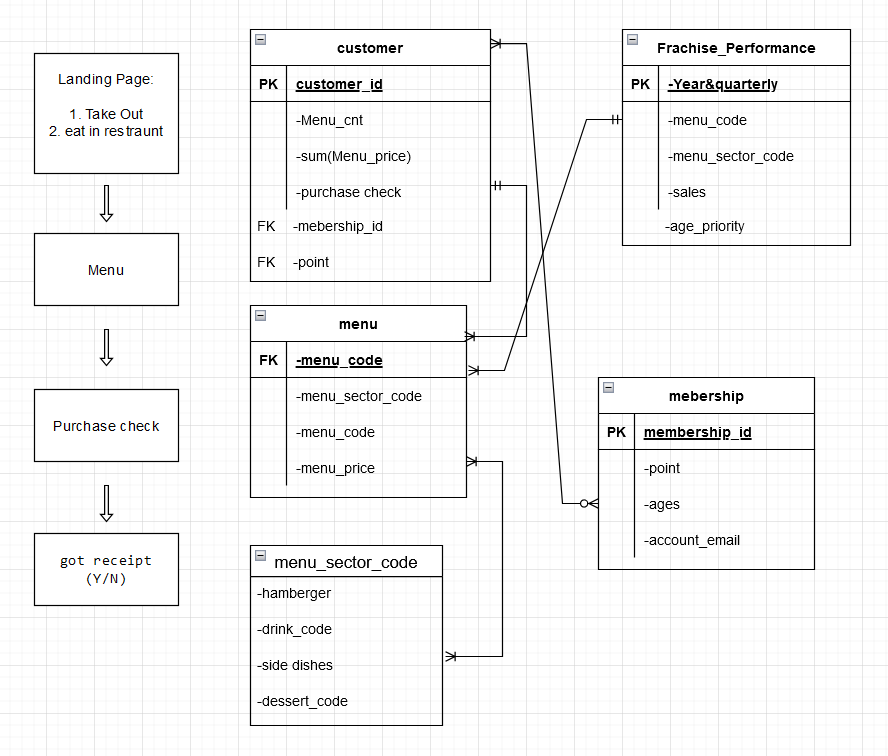 Landing Page:
1. Take Out
2. eat in restraunt
Menu
Purchase check
got receipt
(Y/N)
customer
PK customer_id
-Menu_cnt
-sum(Menu_price)
-purchase check
FK -mebership_id
FK -point
menu
FK -menu_code
-menu_sector_code
-menu_code
-menu_price
menu_sector_code
-hamberger
-drink_code
-side dishes
-dessert_code
Frachise_Performance
PK -Year&quarterly
-menu_code
-menu_sector_code
-sales
-age_priority
mebership
PK membership_id
-point
-ages
-account_email